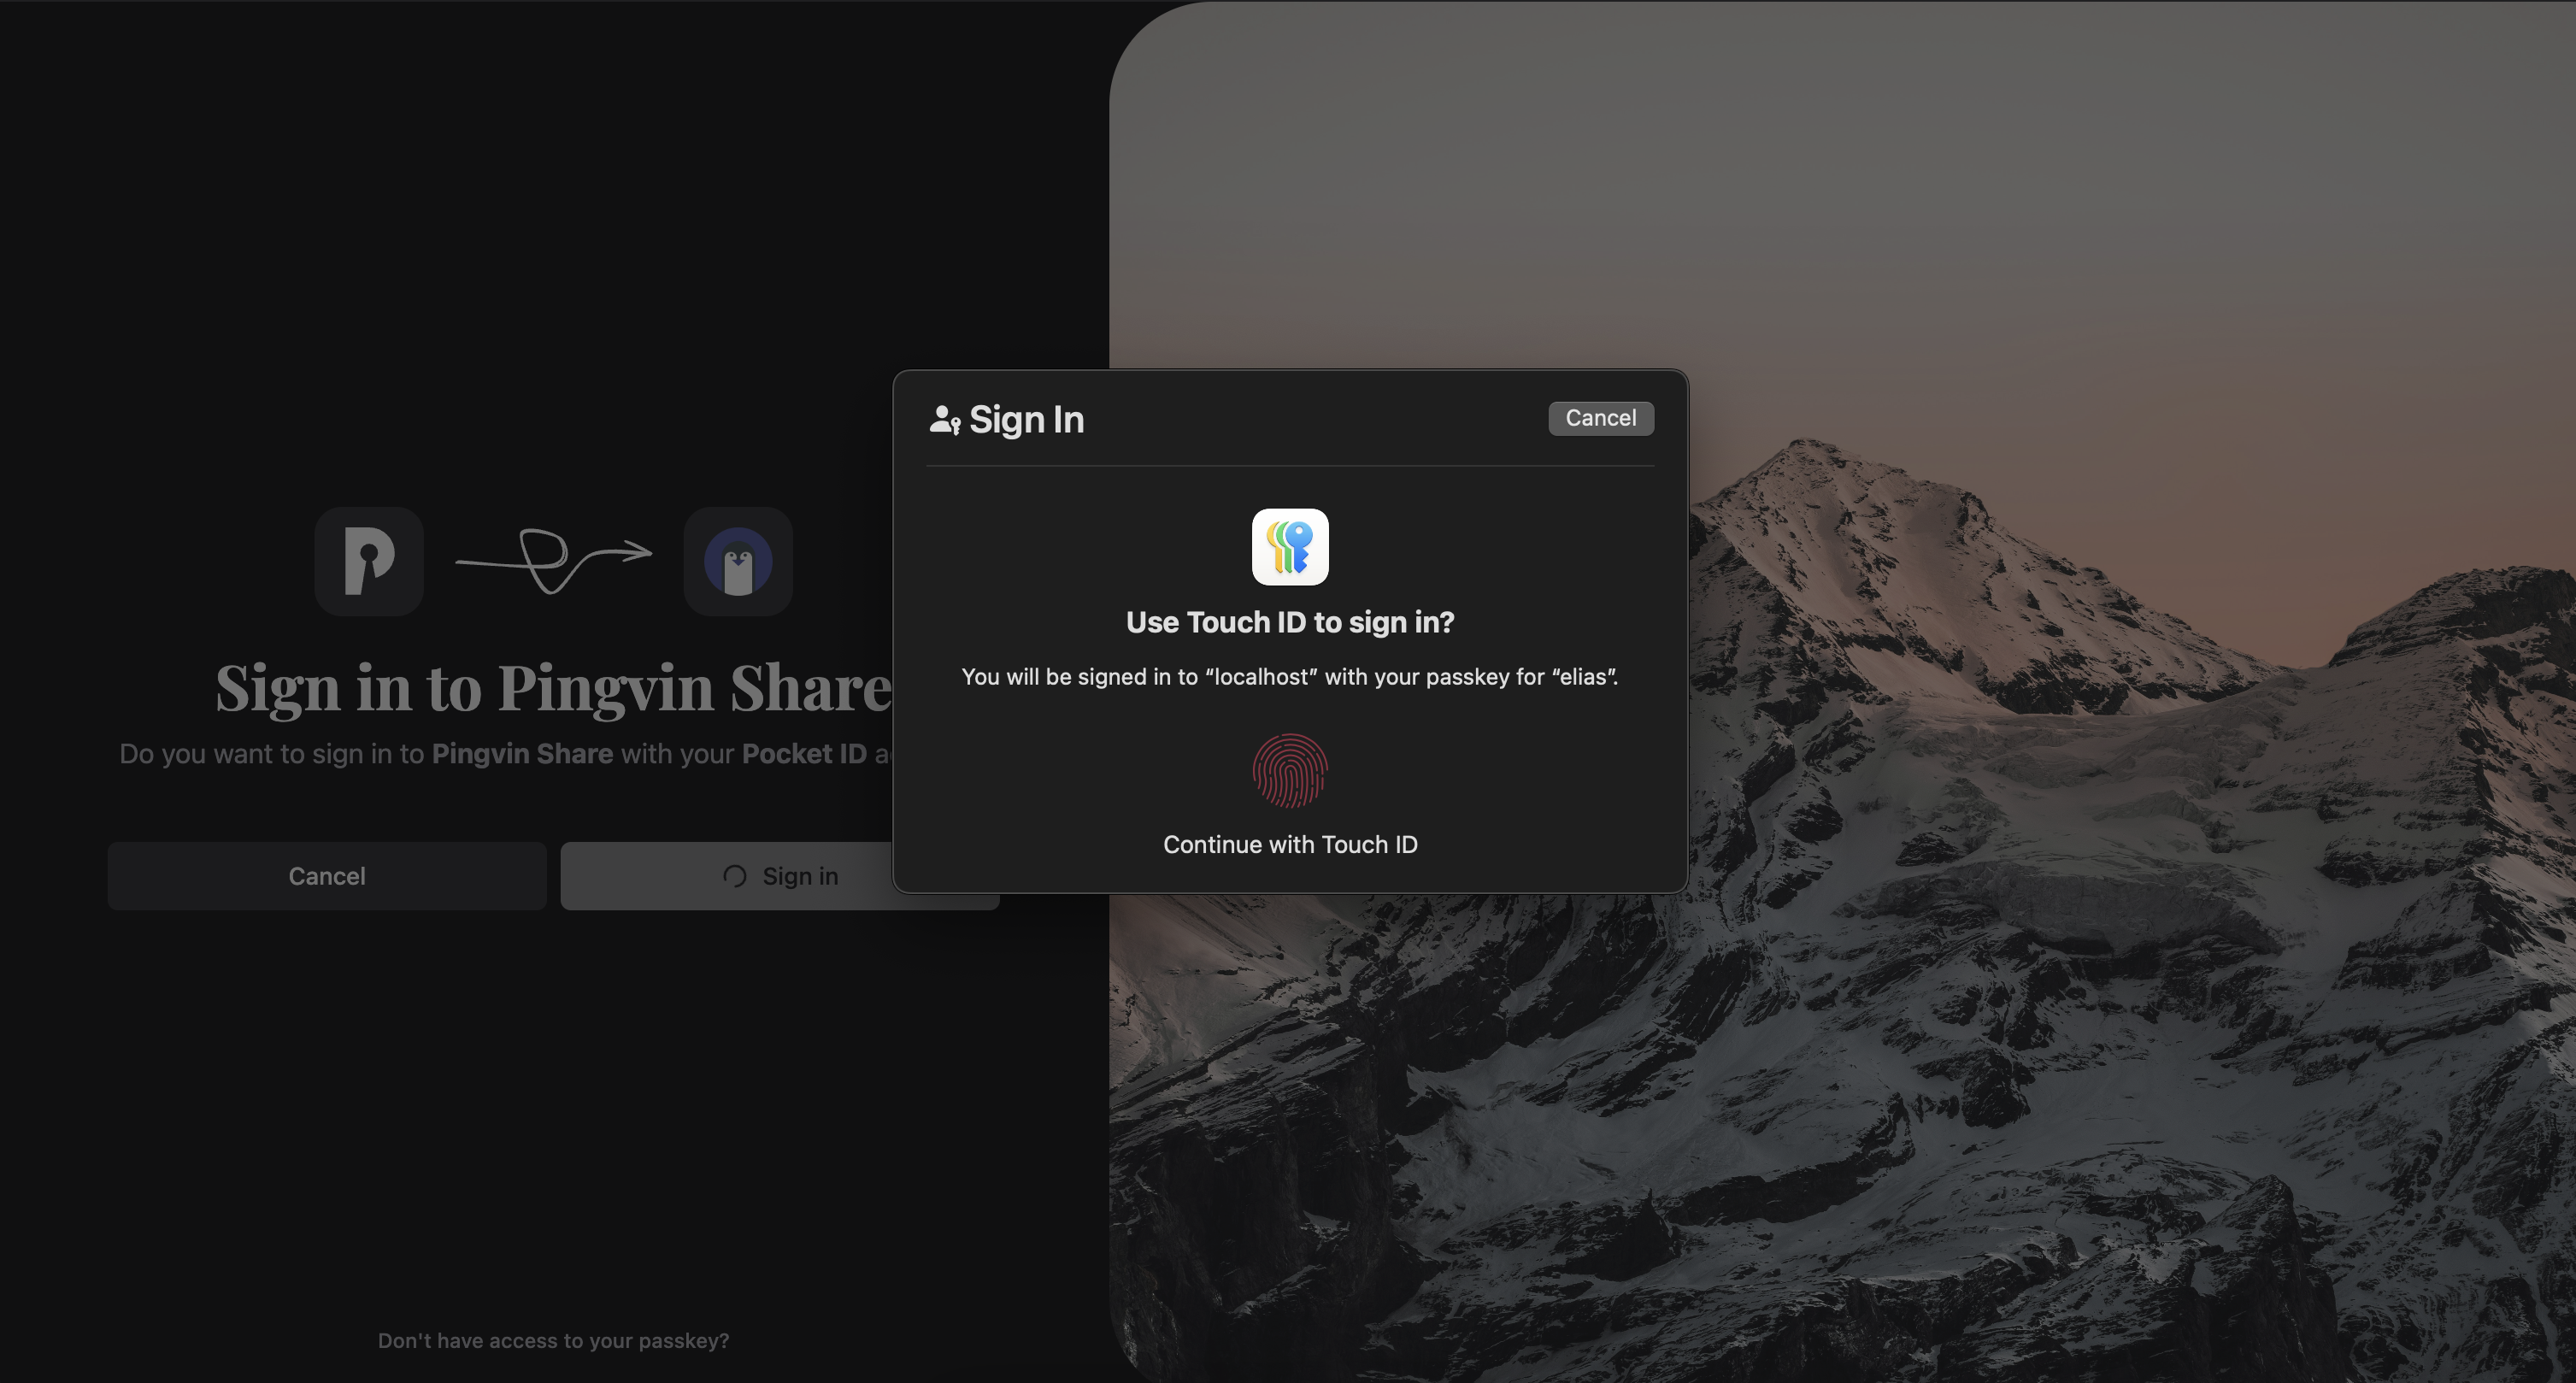 Sign In
Cancel
Use Touch ID to sign in?
You will be signed in to “localhost” with your passkey for “elias”.
Continue with Touch ID
Sign in to Pingvin Share
Do you want to sign in to Pingvin Share with your Pocket ID
Cancel
Sign in
Don't have access to your passkey?